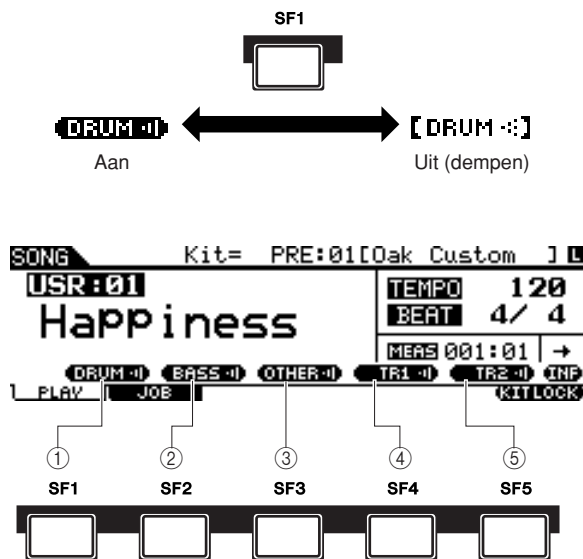 SF1
DRUM [DRUM]
Aan Uit (dempen)
SONG Kit= PRE:01[Oak Custom ] L
USR:01 TEMPO 120
Happiness BEAT 4/ 4
MEAS 001:01 →
DRUM BASS OTHER TR1 TR2 INP
PLAY JOB KITLOCK
① ② ③ ④ ⑤
SF1 SF2 SF3 SF4 SF5